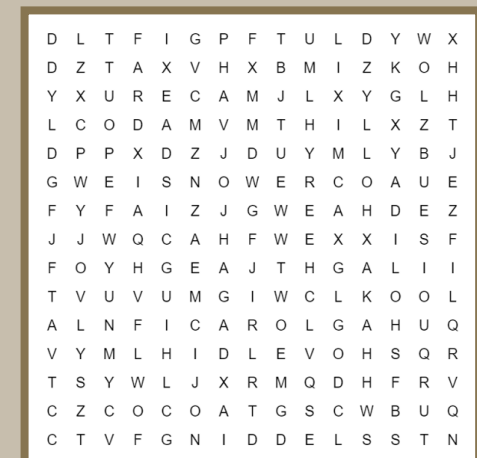 D L T F I G P F T U L D Y W X
D Z T A X V H X B M I Z K O H
Y X U R E C A M J L X Y G L H
L C O D A M V M T H I L X Z T
D P P X D Z J D U Y M L Y B J
G W E I S N O W E R C O A U E
F Y F A I Z J G W E A H D E Z
J J W Q C A H F W E X X I S F
F O Y H G E A J T H G A L I I
T V U V U M G I W C L K O O L
A L N F I C A R O L G A H U Q
V Y M L H I D L E V O H S Q R
T S Y W L J X R M Q D H F R V
C Z C O C O A T G S C W B U Q
C T V F G N I D D E L S S T N